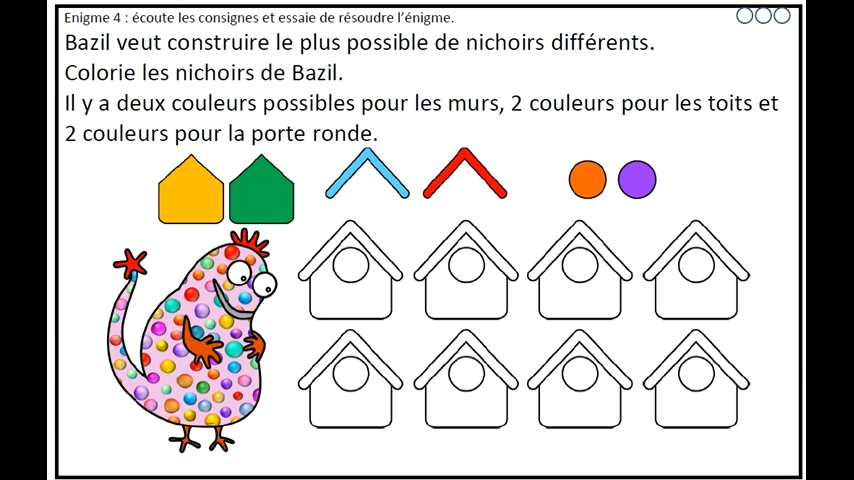 Enigme 4 : écoute les consignes et essaie de résoudre l’énigme.
Bazil veut construire le plus possible de nichoirs différents.
Colorie les nichoirs de Bazil.
Il y a deux couleurs possibles pour les murs, 2 couleurs pour les toits et
2 couleurs pour la porte ronde.